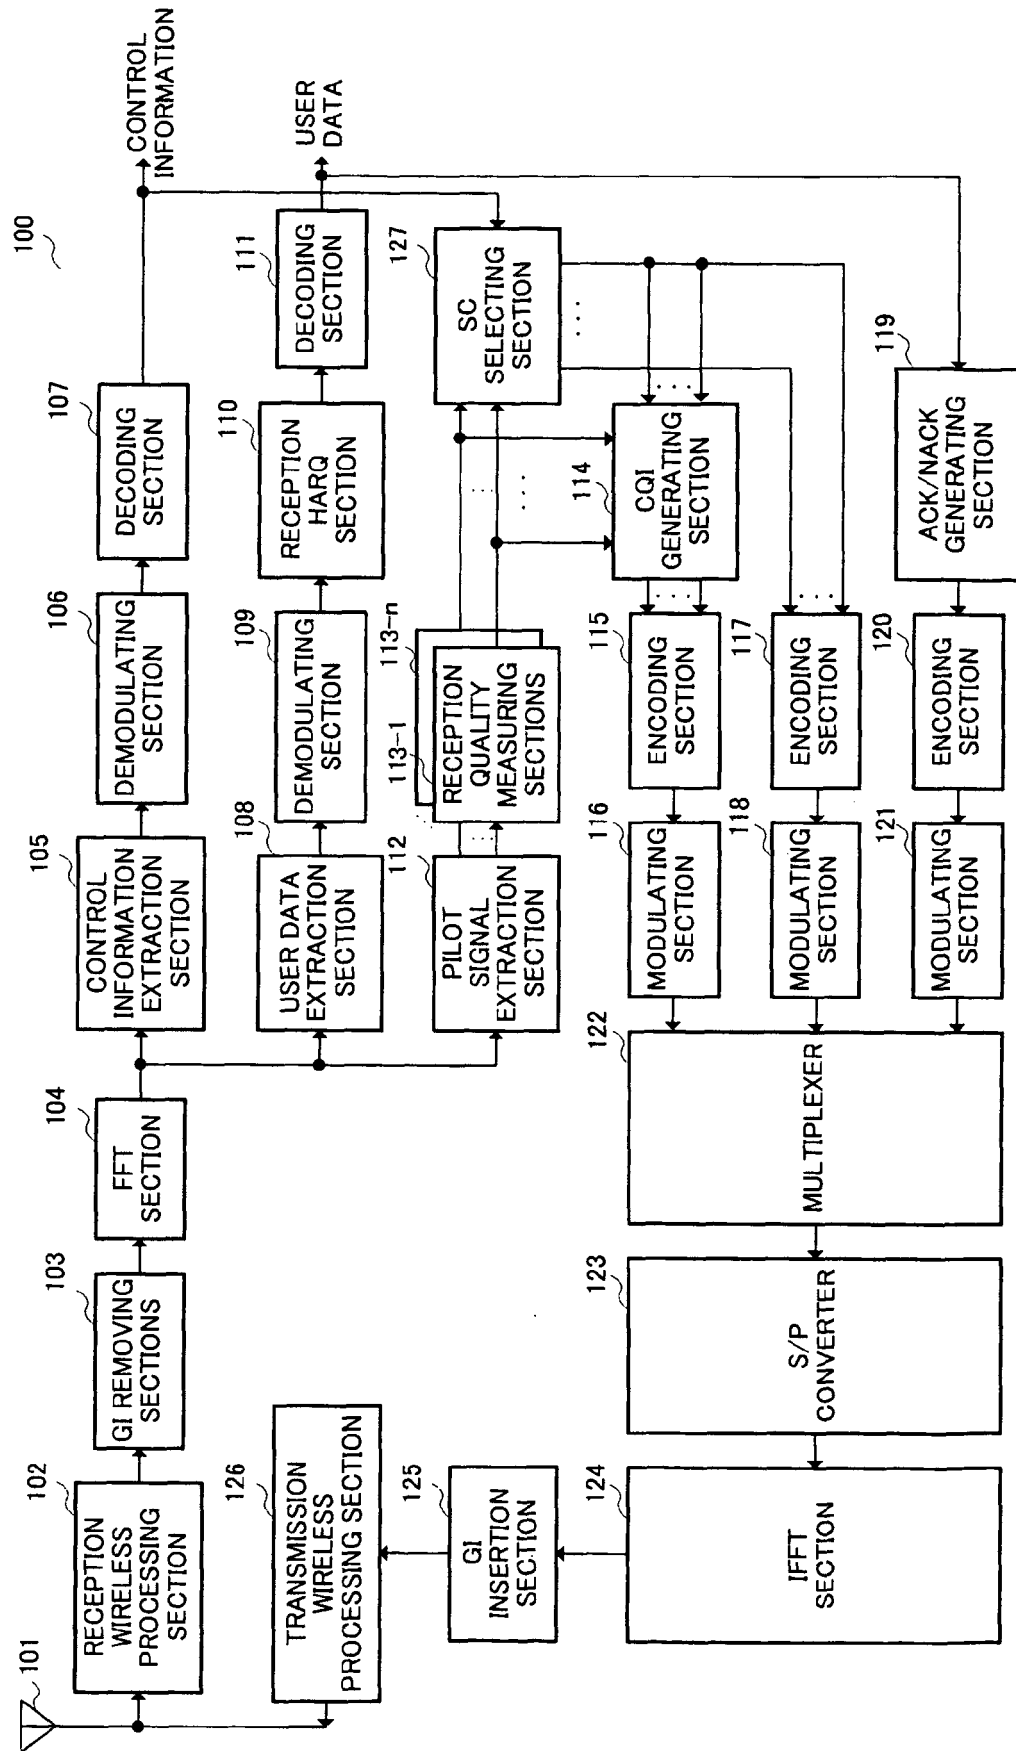 100
101
102
RECEPTION
WIRELESS
PROCESSING
SECTION
103
GI REMOVING
SECTIONS
104
FFT
SECTION
105
CONTROL
INFORMATION
EXTRACTION
SECTION
106
DEMODULATING
SECTION
107
DECODING
SECTION
CONTROL
INFORMATION
108
USER DATA
EXTRACTION
SECTION
109
DEMODULATING
SECTION
110
RECEPTION
HARQ
SECTION
111
DECODING
SECTION
USER
DATA
112
PILOT
SIGNAL
EXTRACTION
SECTION
113-n
113-1
RECEPTION
QUALITY
MEASURING
SECTIONS
127
SC
SELECTING
SECTION
114
CQI
GENERATING
SECTION
115
ENCODING
SECTION
116
MODULATING
SECTION
117
ENCODING
SECTION
118
MODULATING
SECTION
119
ACK/NACK
GENERATING
SECTION
120
ENCODING
SECTION
121
MODULATING
SECTION
122
MULTIPLEXER
123
S/P
CONVERTER
124
IFFT
SECTION
125
GI
INSERTION
SECTION
126
TRANSMISSION
WIRELESS
PROCESSING SECTION